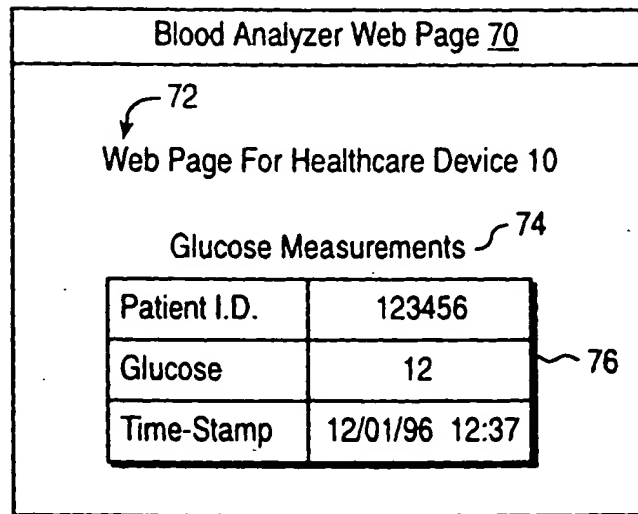 Blood Analyzer Web Page 70
72
Web Page For Healthcare Device 10
Glucose Measurements 74
Patient I.D. 123456
Glucose 12 76
Time-Stamp 12/01/96 12:37